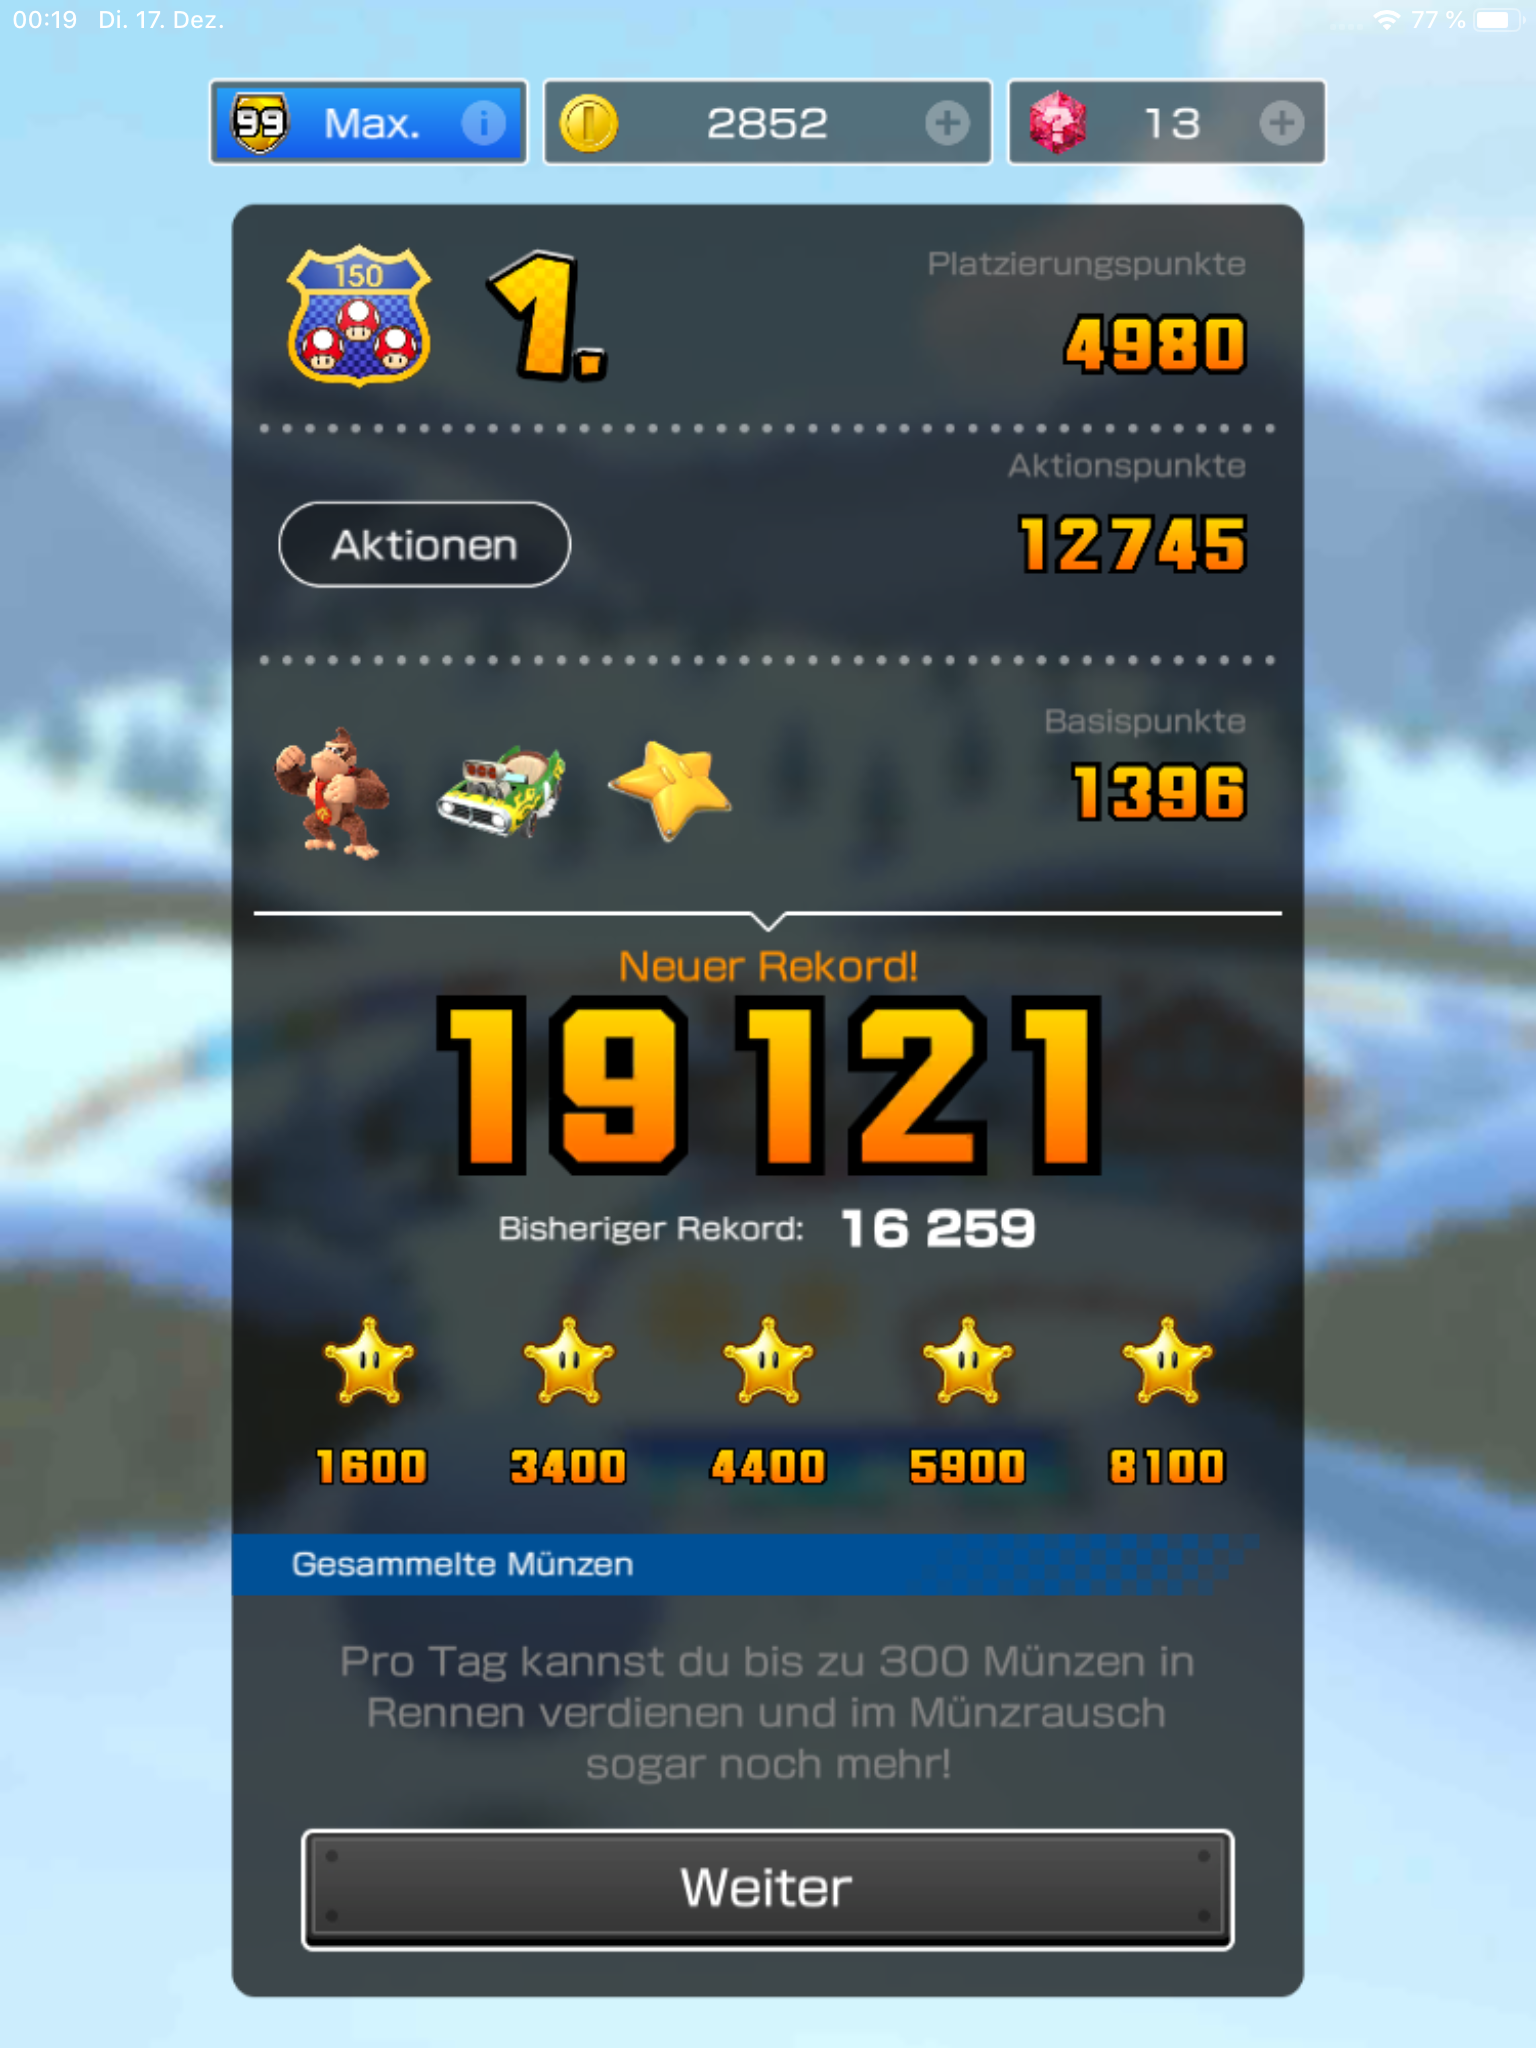 00:19 Di. 17. Dez. 77 %
99 Max. i 2852 + 13 +
150 1. Platzierungspunkte
4980
Aktionspunkte
Aktionen 12745
Basispunkte
1396
Neuer Rekord!
19121
Bisheriger Rekord: 16 259
1600 3400 4400 5900 8100
Gesammelte Münzen
Pro Tag kannst du bis zu 300 Münzen in
Rennen verdienen und im Münzrausch
sogar noch mehr!
Weiter